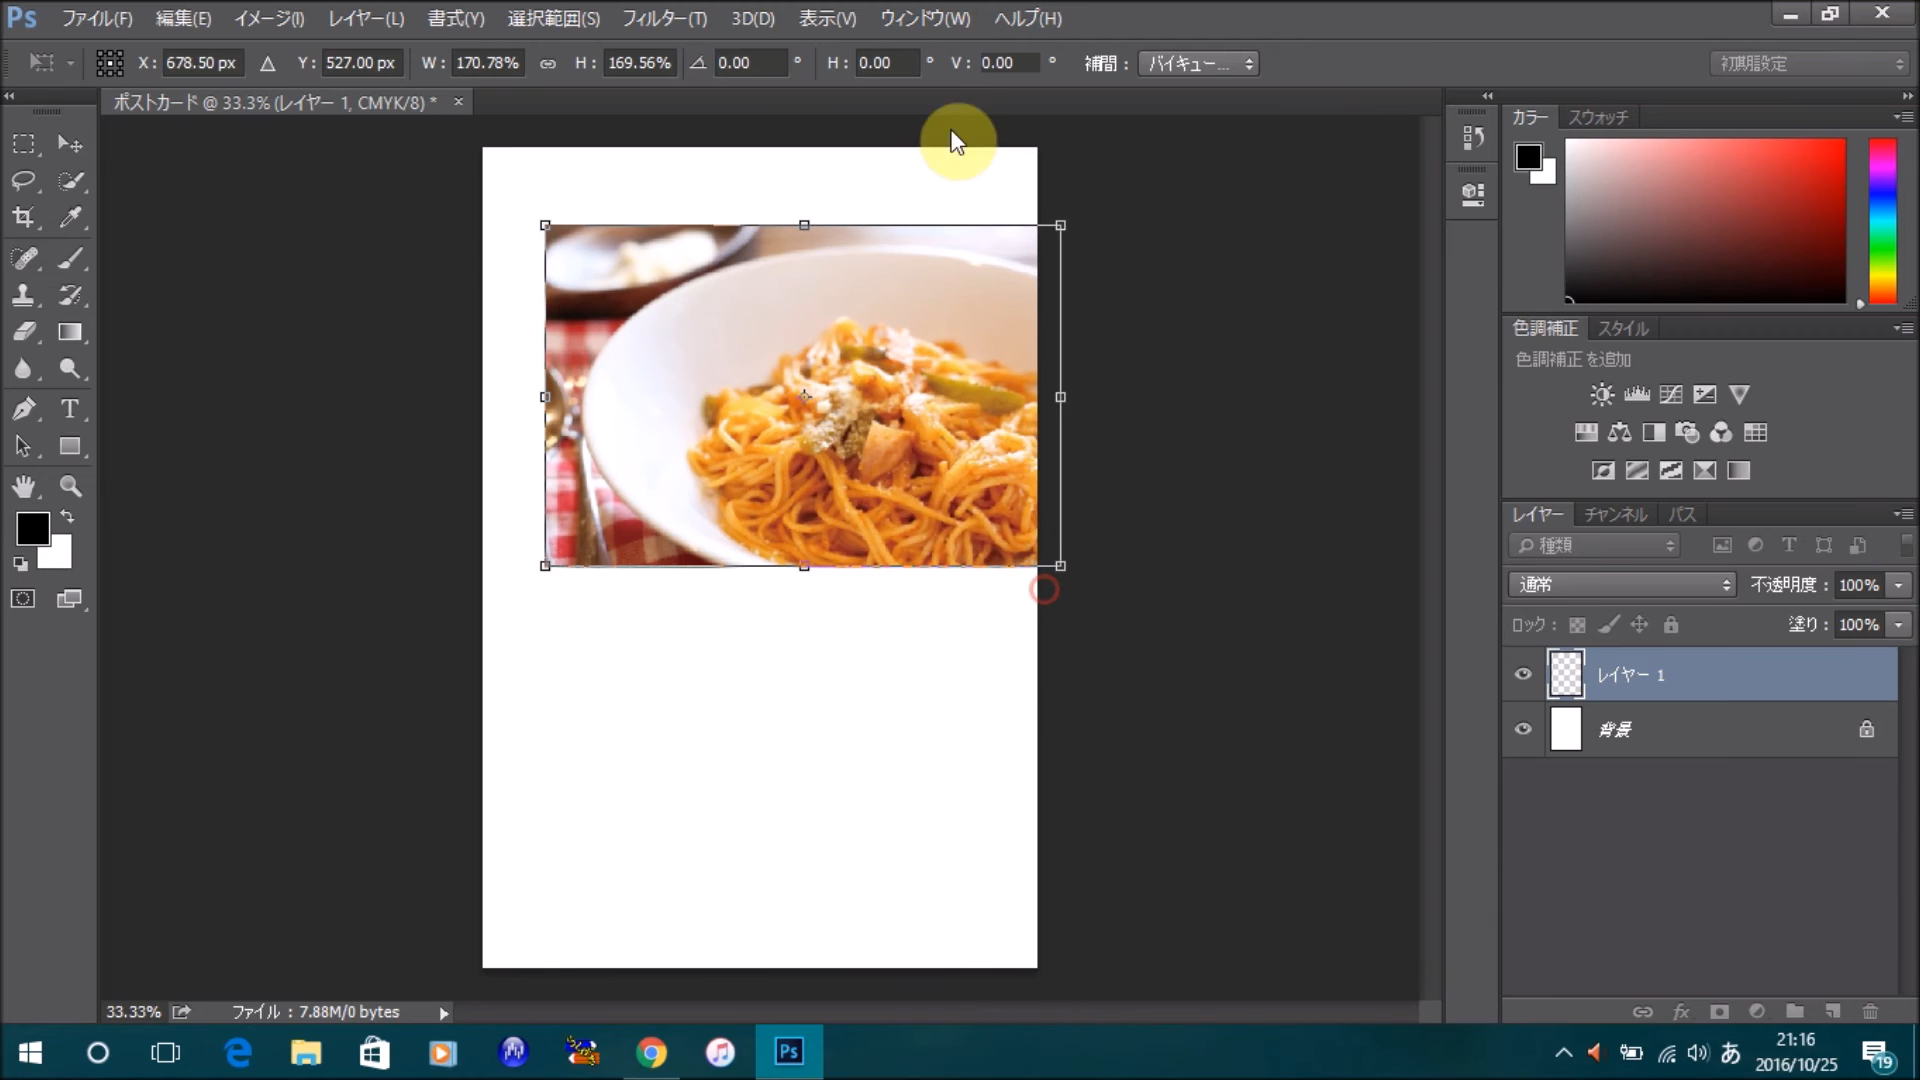 Ps ファイル(F) 編集(E) イメージ(I) レイヤー(L) 書式(Y) 選択範囲(S) フィルター(T) 3D(D) 表示(V) ウィンドウ(W) ヘルプ(H)
X: 678.50 px Y: 527.00 px W: 170.78% H: 169.56% 0.00 ° H: 0.00 ° V: 0.00 ° 補間: バイキュー... 初期設定
ポストカード @ 33.3% (レイヤー 1, CMYK/8) * ×
カラー スウォッチ
色調補正 スタイル
色調補正を追加
レイヤー チャンネル パス
種類
通常 不透明度: 100%
ロック: 塗り: 100%
レイヤー 1
背景
33.33% ファイル : 7.88M/0 bytes
fx
Ps
あ
21:16
2016/10/25
19